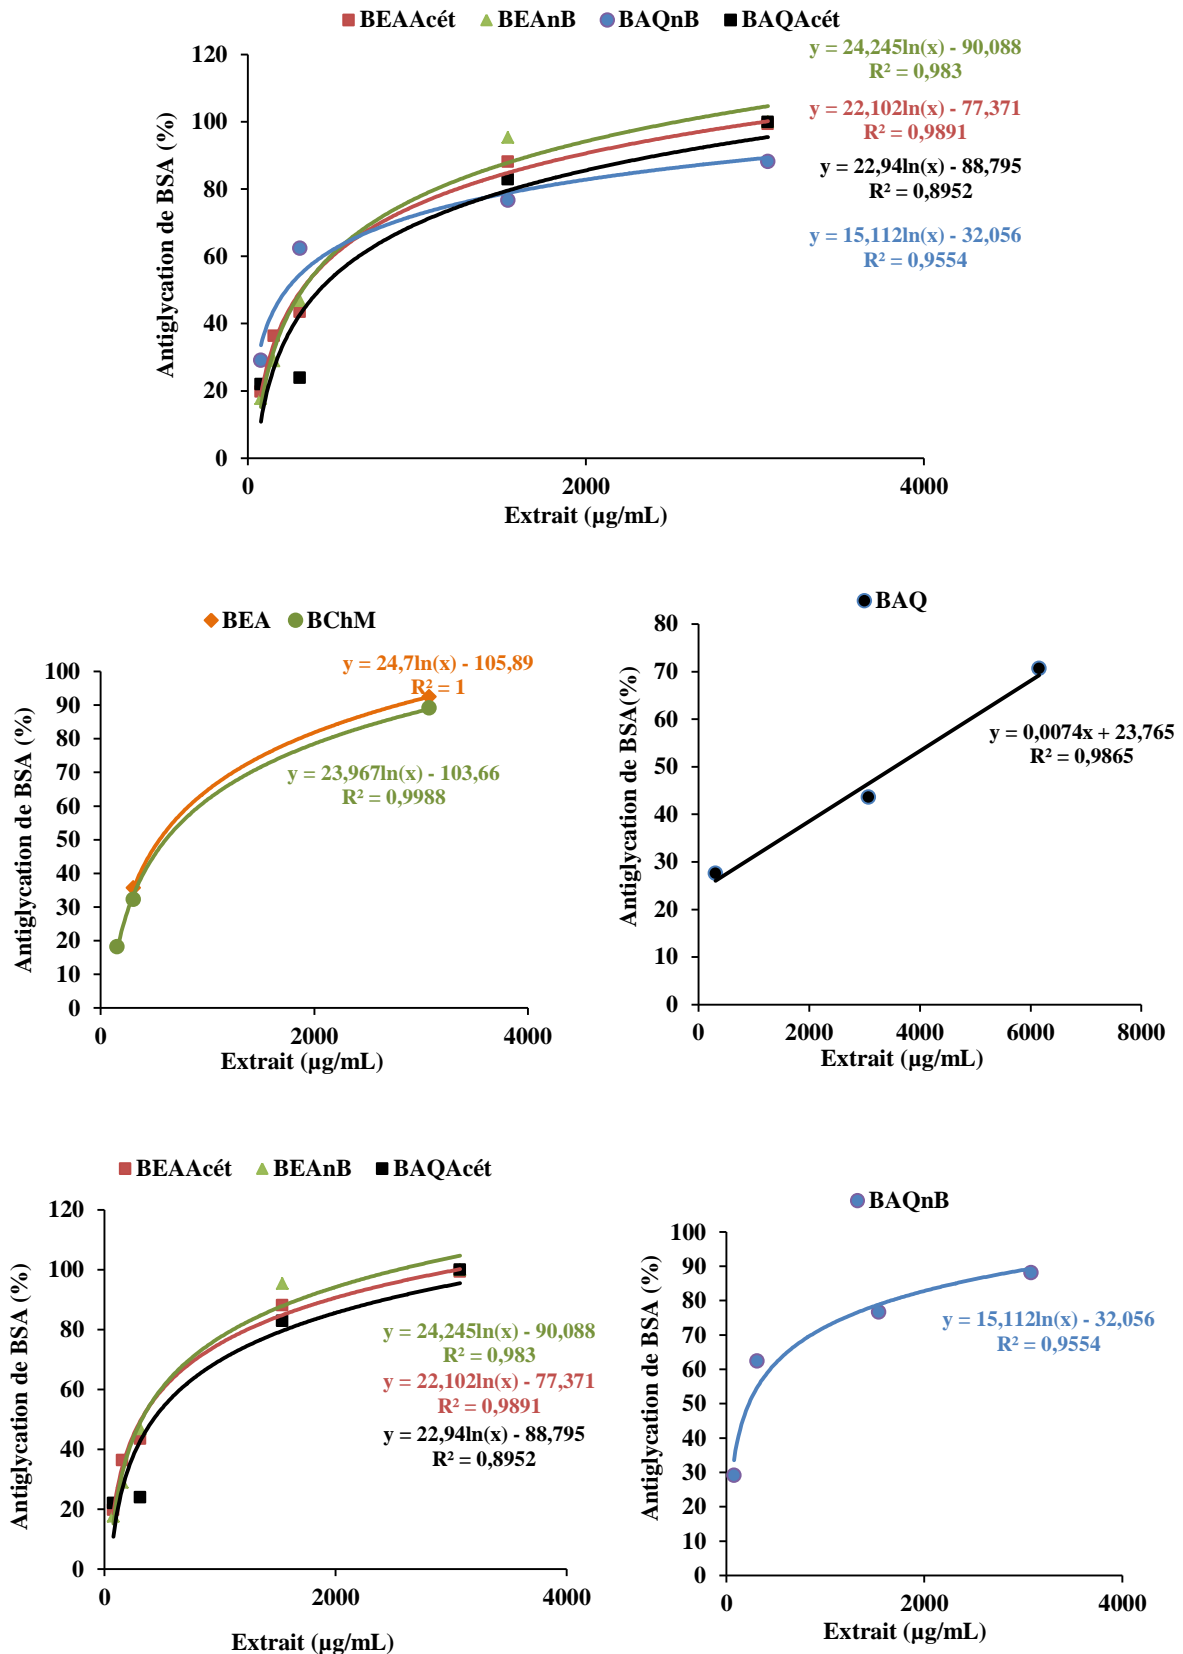 BEAAcét BEAnB BAQnB BAQAcét
120
100
80
60
40
20
0
0 2000 4000
Antiglycation de BSA (%)
Extrait (µg/mL)
y = 24,245ln(x) - 90,088
R² = 0,983
y = 22,102ln(x) - 77,371
R² = 0,9891
y = 22,94ln(x) - 88,795
R² = 0,8952
y = 15,112ln(x) - 32,056
R² = 0,9554
BEA BChM
100
90
80
70
60
50
40
30
20
10
0
0 2000 4000
Antiglycation de BSA (%)
Extrait (µg/mL)
y = 24,7ln(x) - 105,89
R² = 1
y = 23,967ln(x) - 103,66
R² = 0,9988
BAQ
80
70
60
50
40
30
20
10
0
0 2000 4000 6000 8000
Antiglycation de BSA(%)
Extrait (µg/mL)
y = 0,0074x + 23,765
R² = 0,9865
BEAAcét BEAnB BAQAcét
120
100
80
60
40
20
0
0 2000 4000
Antiglycation de BSA (%)
Extrait (µg/mL)
y = 24,245ln(x) - 90,088
R² = 0,983
y = 22,102ln(x) - 77,371
R² = 0,9891
y = 22,94ln(x) - 88,795
R² = 0,8952
BAQnB
100
90
80
70
60
50
40
30
20
10
0
0 2000 4000
Antiglycation de BSA (%)
Extrait (µg/mL)
y = 15,112ln(x) - 32,056
R² = 0,9554